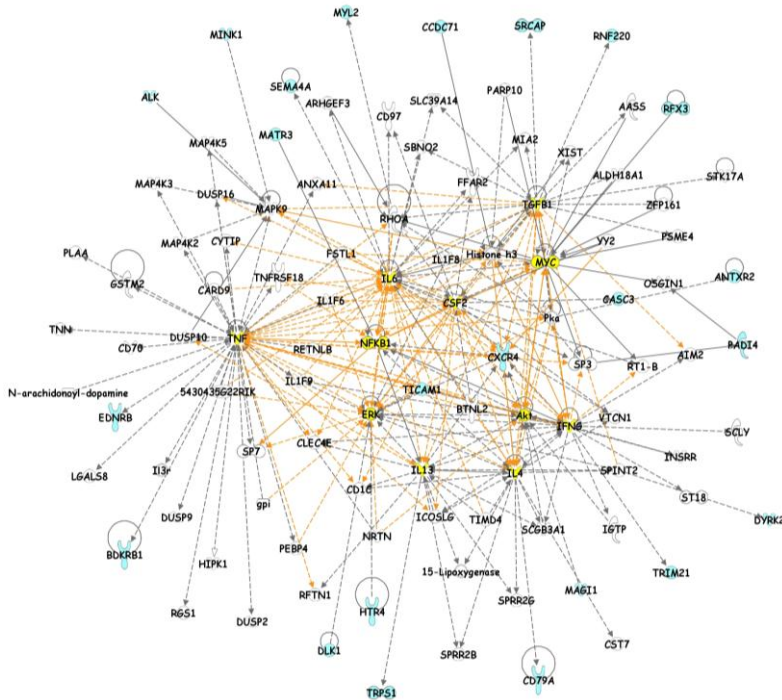 MYL2
CCDC71
SRCAP
RNF220
MINK1
SEMA4A
ARHGEF3
SLC39A14
PARP10
AASS
RFX3
ALK
CD97
MATR3
SBNO2
MIA2
XIST
MAP4K5
FFAR2
ALDH18A1
STK17A
MAP4K3
DUSP16
ANXA11
TGFB1
ZFP161
MAPK9
RHOA
MAP4K2
CYTIP
YY2
PSME4
PLAA
FSTL1
IL1F8
Histone h3
MYC
GSTM2
CARD9
TNFRSF18
IL6
OSGIN1
ANTXR2
IL1F6
CSF2
CASC3
TNN
DUSP10
TNF
Pka
CD70
RETNLB
NFKB1
CXCR4
SP3
RT1-B
AIM2
PADI4
N-arachidonoyl-dopamine
5430435G22RIK
IL1F9
TICAM1
EDNRB
ERK
BTNL2
Akt
IFNG
VTCN1
SCLY
CLEC4E
SP7
INSRR
LGALS8
Il3r
CD1C
IL13
IL4
SPINT2
gpi
ST18
DUSP9
ICOSLG
TIMD4
SCGB3A1
IGTP
DYRK2
BDKRB1
HIPK1
PEBP4
NRTN
15-Lipoxygenase
TRIM21
RFTN1
RGS1
DUSP2
HTR4
SPRR2G
MAGI1
DLK1
SPRR2B
CST7
TRPS1
CD79A